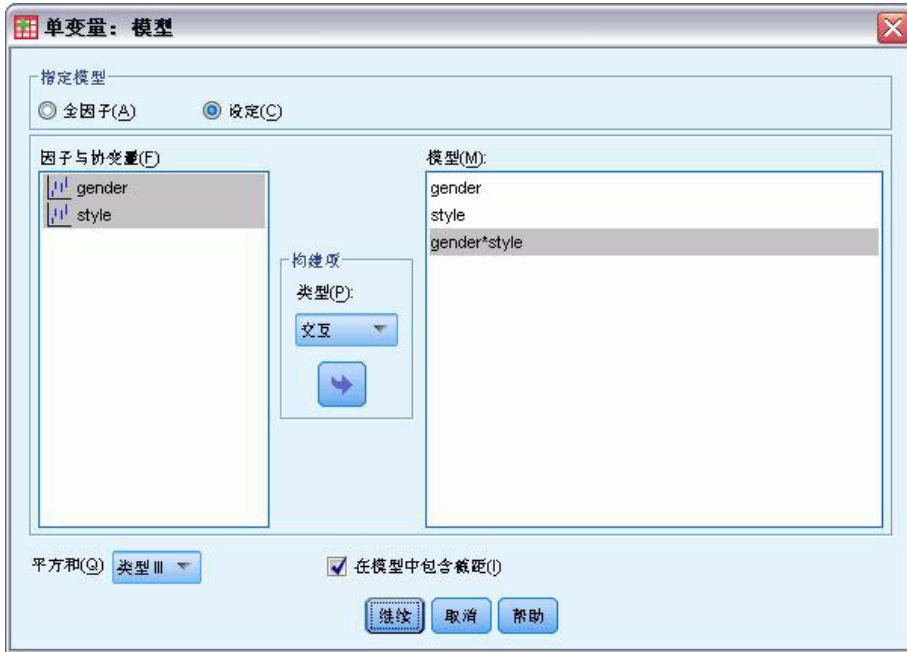 单变量：模型
指定模型
全因子(A)
设定(C)
因子与协变量(F)
gender
style
构建项
类型(P):
交互
模型(M):
gender
style
gender*style
平方和(Q) 类型 III
在模型中包含截距(I)
继续 取消 帮助